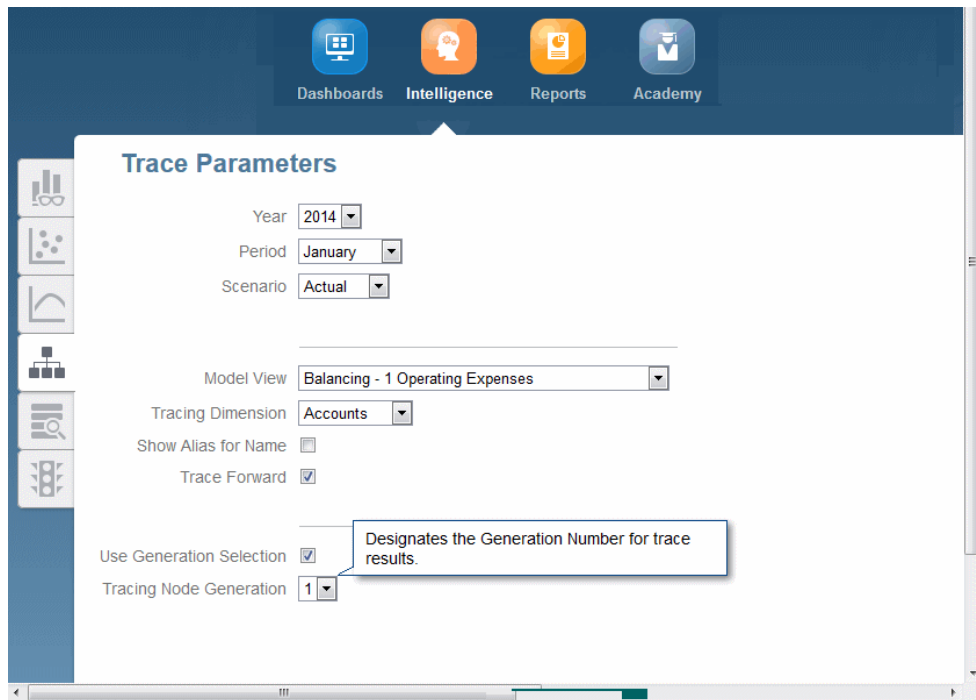 Dashboards Intelligence Reports Academy
Trace Parameters
Year 2014
Period January
Scenario Actual
Model View Balancing - 1 Operating Expenses
Tracing Dimension Accounts
Show Alias for Name
Trace Forward
Designates the Generation Number for trace
results.
Use Generation Selection
Tracing Node Generation 1